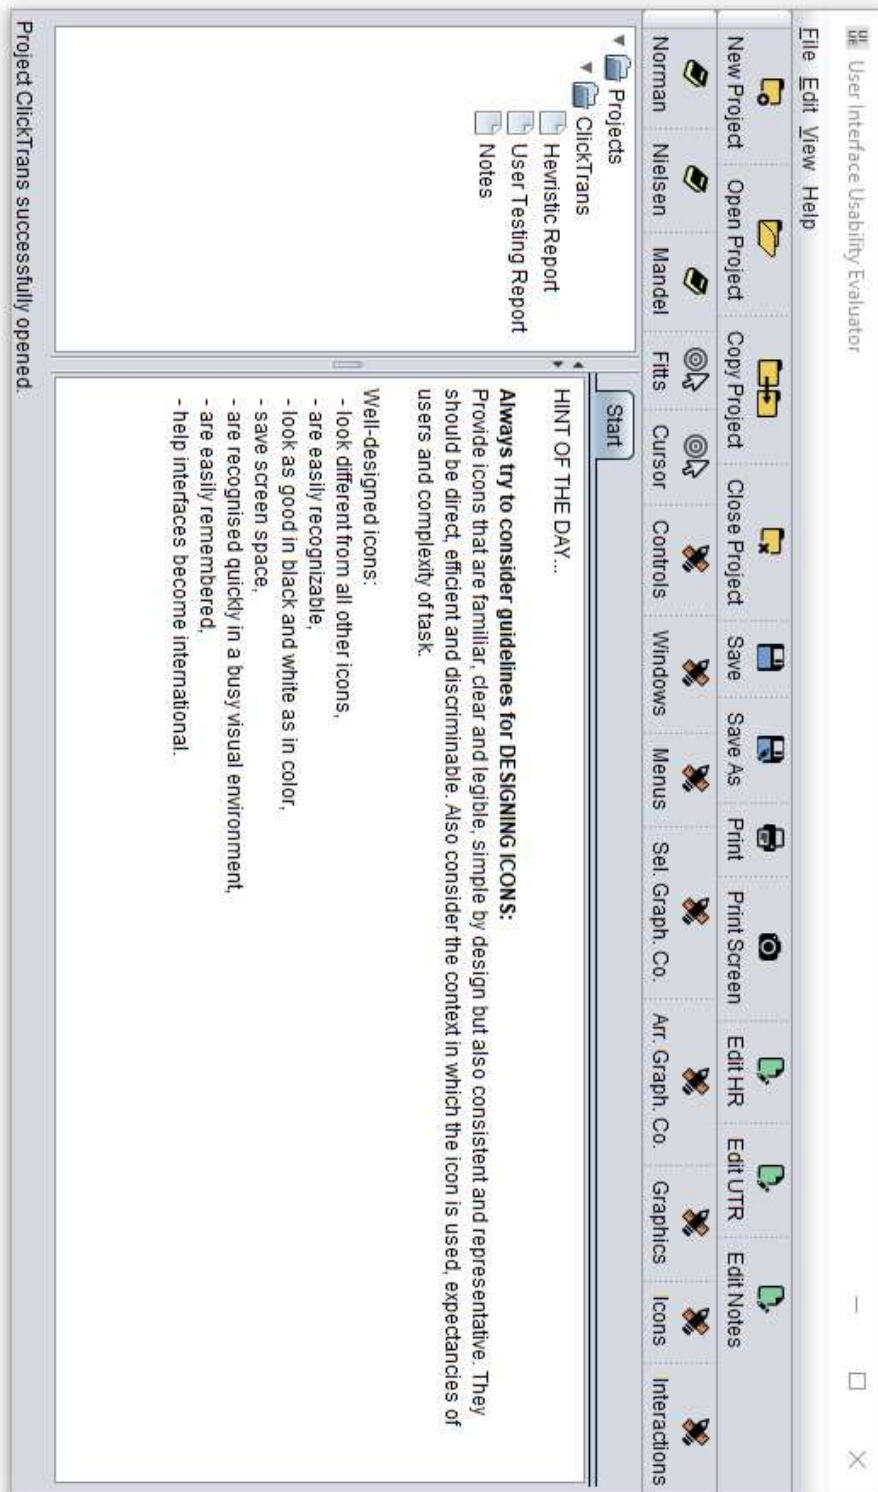 UI UE User Interface Usability Evaluator
File Edit View Help
New Project Open Project Copy Project Close Project Save Save As Print Print Screen Edit HR Edit UTR Edit Notes
Norman Nielsen Mandel Fitts Cursor Controls Windows Menus Sel. Graph. Co. Arr. Graph. Co. Graphics Icons Interactions
Projects
ClickTrans
Hevristic Report
User Testing Report
Notes
Start
HINT OF THE DAY...
Always try to consider guidelines for DESIGNING ICONS:
Provide icons that are familiar, clear and legible, simple by design but also consistent and representative. They
should be direct, efficient and discriminable. Also consider the context in which the icon is used, expectancies of
users and complexity of task.
Well-designed icons:
- look different from all other icons,
- are easily recognizable,
- look as good in black and white as in color,
- save screen space,
- are recognised quickly in a busy visual environment,
- are easily remembered,
- help interfaces become international.
Project ClickTrans successfully opened.